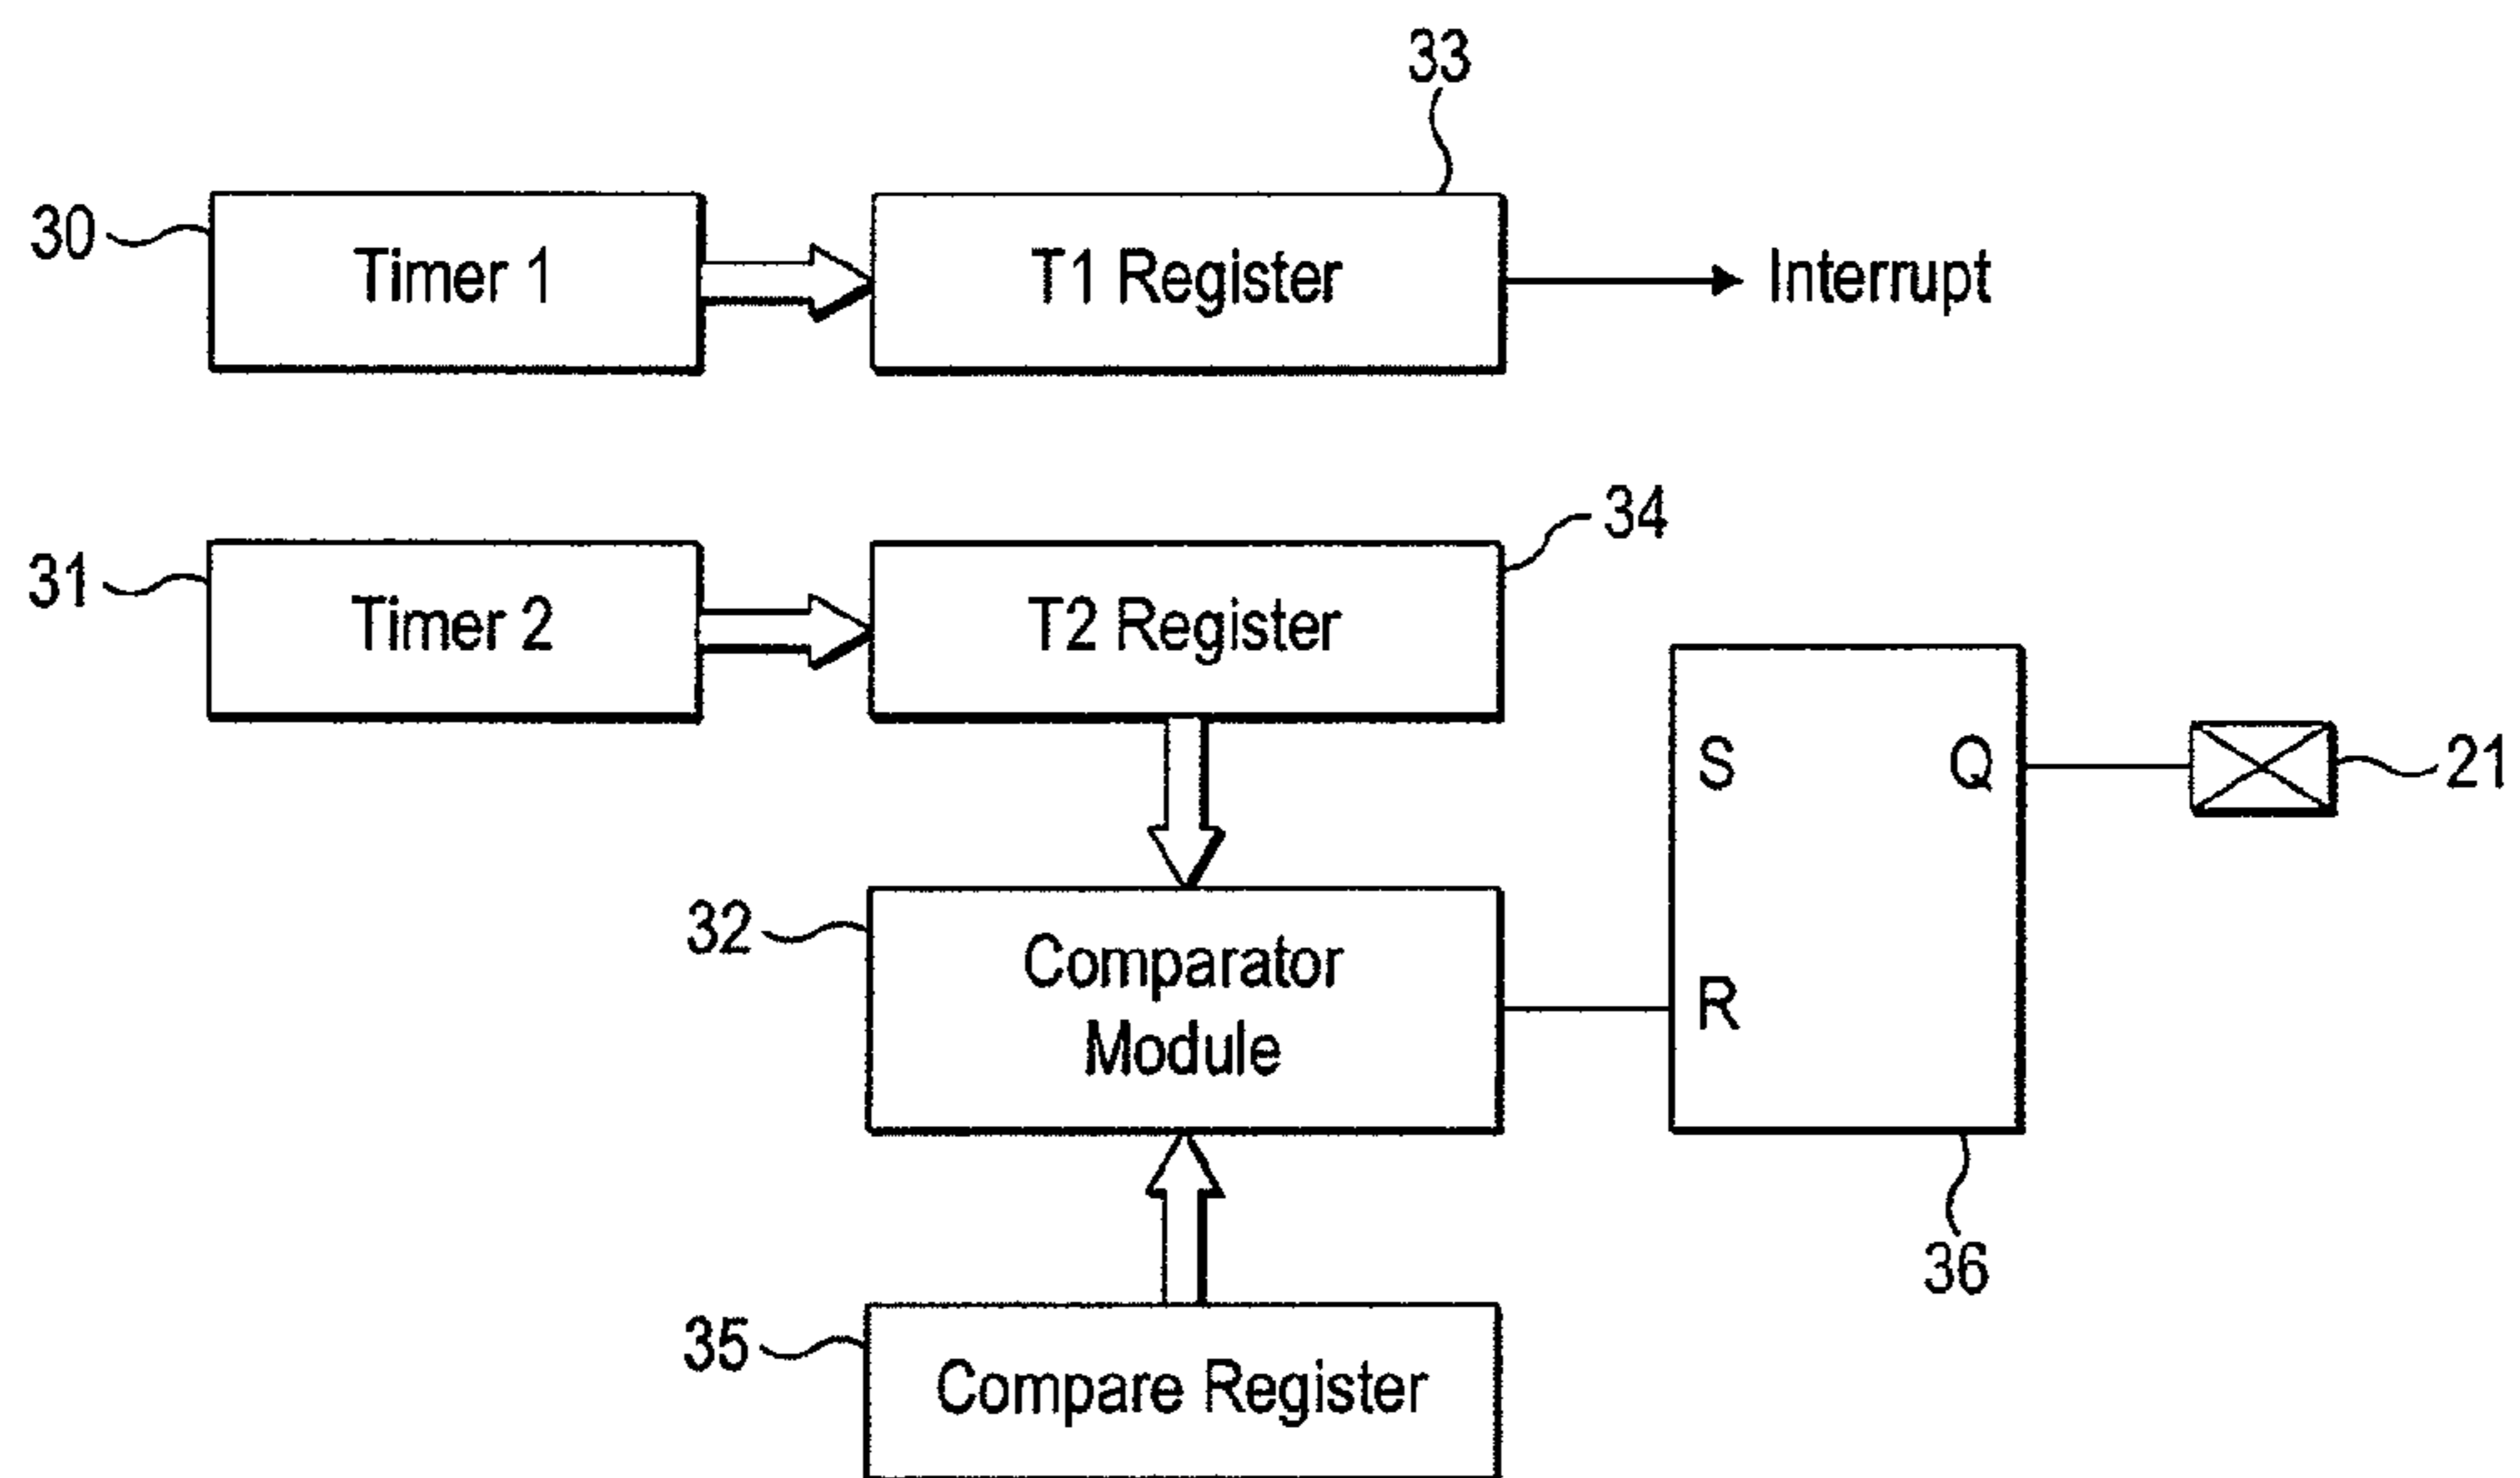 33
30
Timer 1
T1 Register
Interrupt
34
31
Timer 2
T2 Register
S
Q
21
32
Comparator
Module
R
36
35
Compare Register